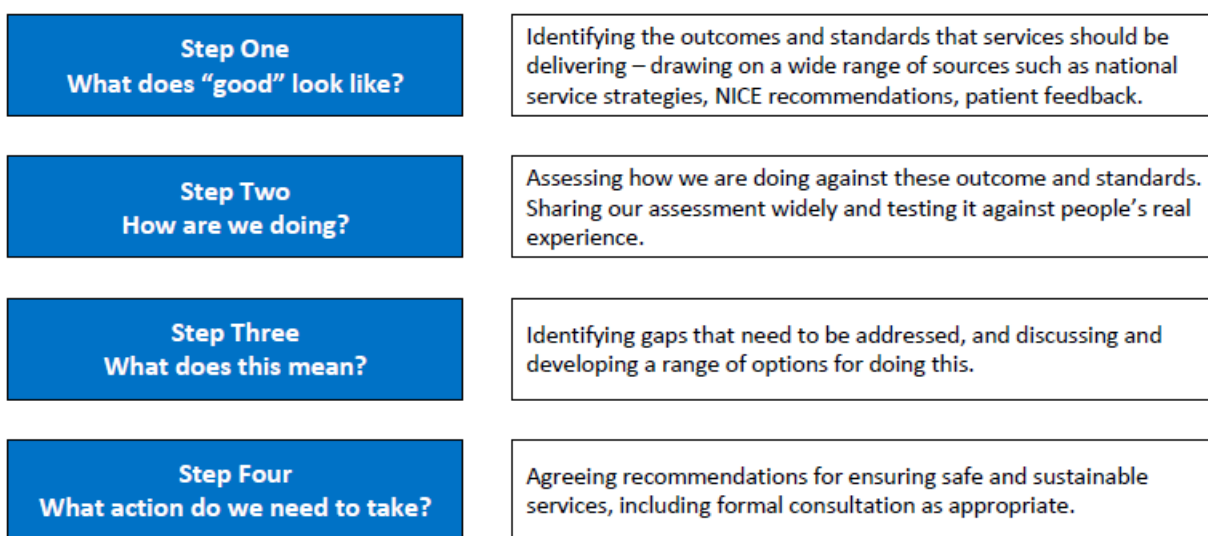 Step One
What does “good” look like?
Identifying the outcomes and standards that services should be
delivering – drawing on a wide range of sources such as national
service strategies, NICE recommendations, patient feedback.
Step Two
How are we doing?
Assessing how we are doing against these outcome and standards.
Sharing our assessment widely and testing it against people’s real
experience.
Step Three
What does this mean?
Identifying gaps that need to be addressed, and discussing and
developing a range of options for doing this.
Step Four
What action do we need to take?
Agreeing recommendations for ensuring safe and sustainable
services, including formal consultation as appropriate.